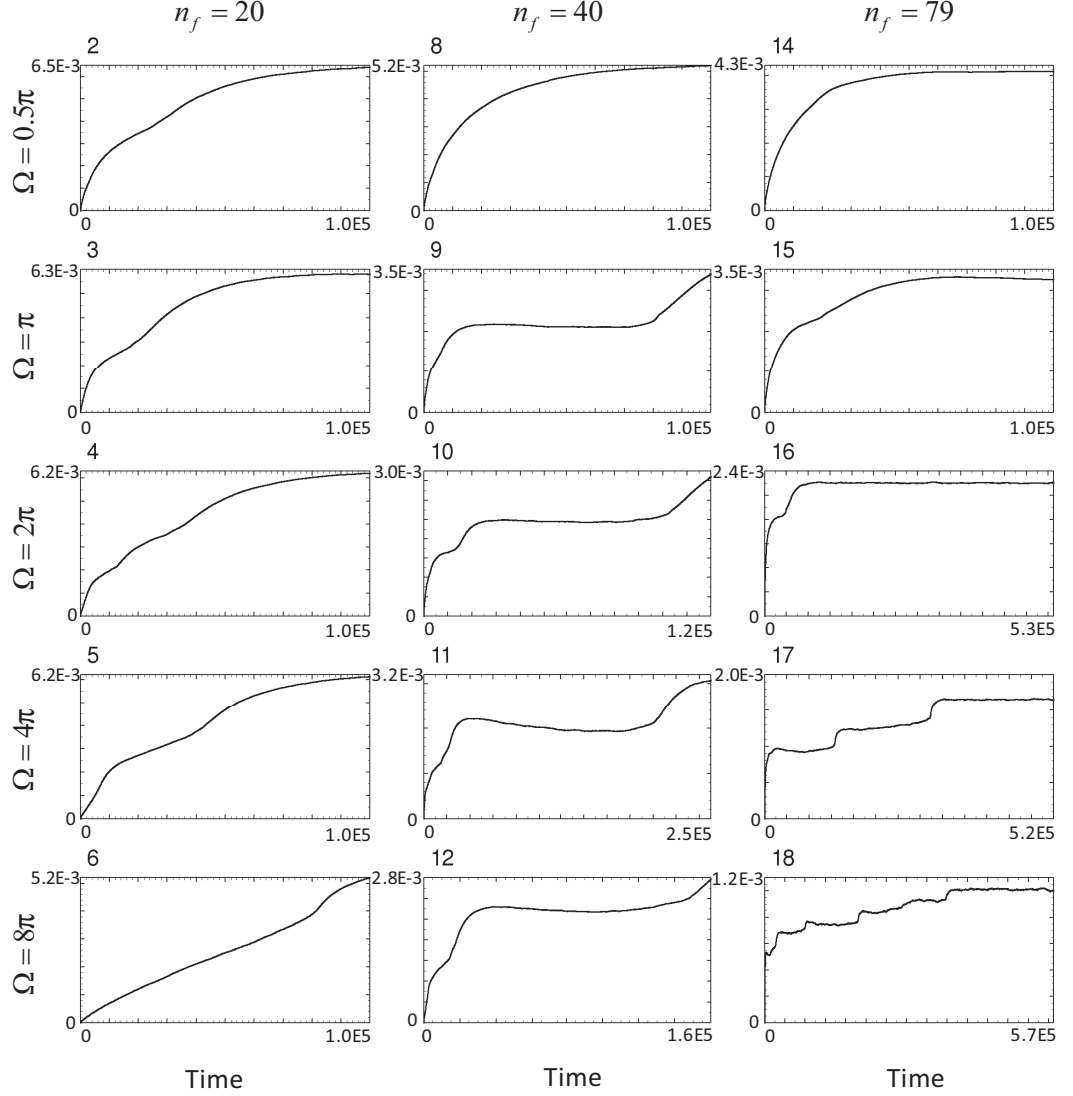 n_f = 20 n_f = 40 n_f = 79
2 8 14
6.5E-3 5.2E-3 4.3E-3
Ω = 0.5π
0 0 0
0 1.0E5 0 1.0E5 0 1.0E5
3 9 15
6.3E-3 3.5E-3 3.5E-3
Ω = π
0 0 0
0 1.0E5 0 1.0E5 0 1.0E5
4 10 16
6.2E-3 3.0E-3 2.4E-3
Ω = 2π
0 0 0
0 1.0E5 0 1.2E5 0 5.3E5
5 11 17
6.2E-3 3.2E-3 2.0E-3
Ω = 4π
0 0 0
0 1.0E5 0 2.5E5 0 5.2E5
6 12 18
5.2E-3 2.8E-3 1.2E-3
Ω = 8π
0 0 0
0 1.0E5 0 1.6E5 0 5.7E5
Time Time Time